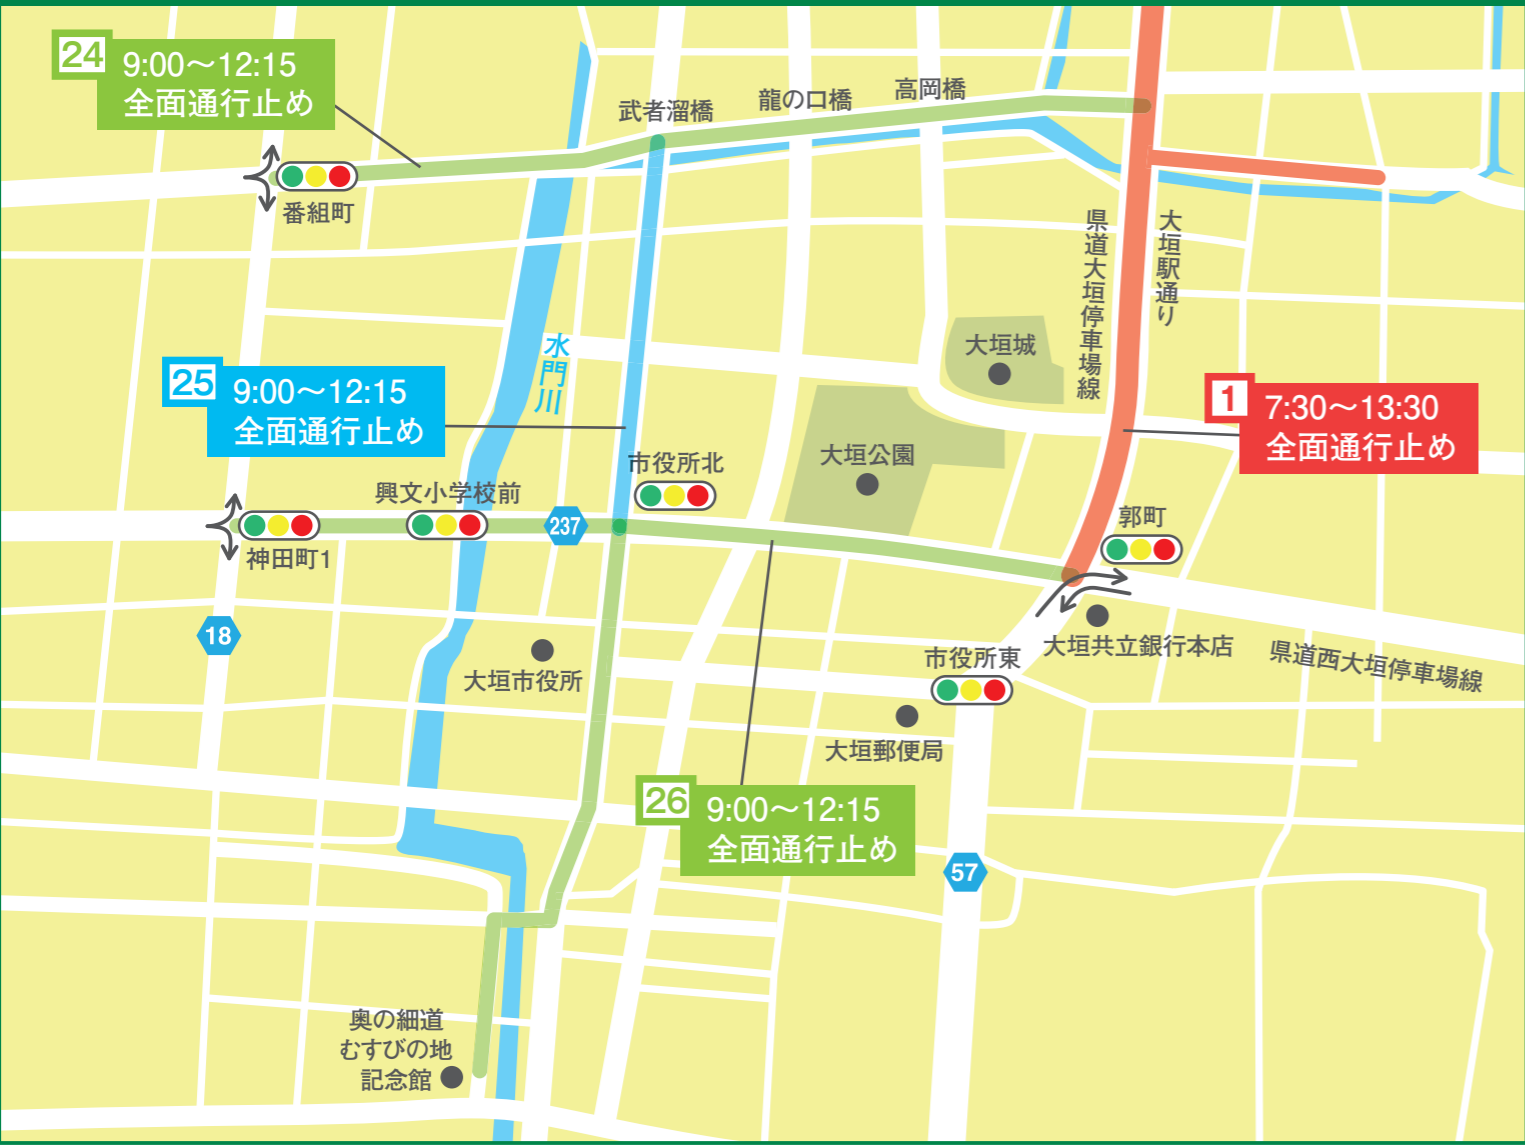 24
9:00～12:15
全面通行止め
武者溜橋
龍の口橋
高岡橋
番組町
県道大垣停車場線
大垣駅通り
水門川
大垣城
25
9:00～12:15
全面通行止め
1
7:30～13:30
全面通行止め
大垣公園
市役所北
興文小学校前
237
郭町
神田町1
18
大垣市役所
大垣共立銀行本店
県道西大垣停車場線
市役所東
大垣郵便局
26
9:00～12:15
全面通行止め
57
奥の細道
むすびの地
記念館